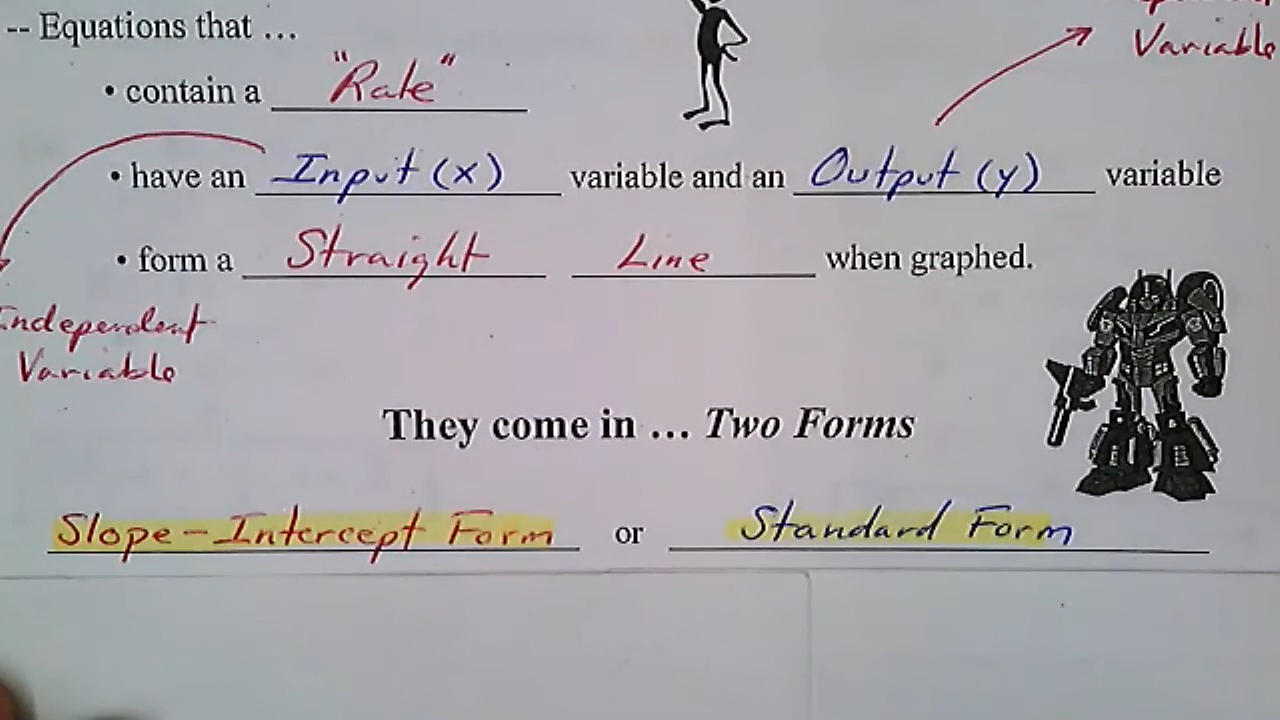 -- Equations that …
Variable
• contain a "Rate"
• have an Input (x) variable and an Output (y) variable
• form a Straight Line when graphed.
Independent
Variable
They come in … Two Forms
Slope-Intercept Form or Standard Form